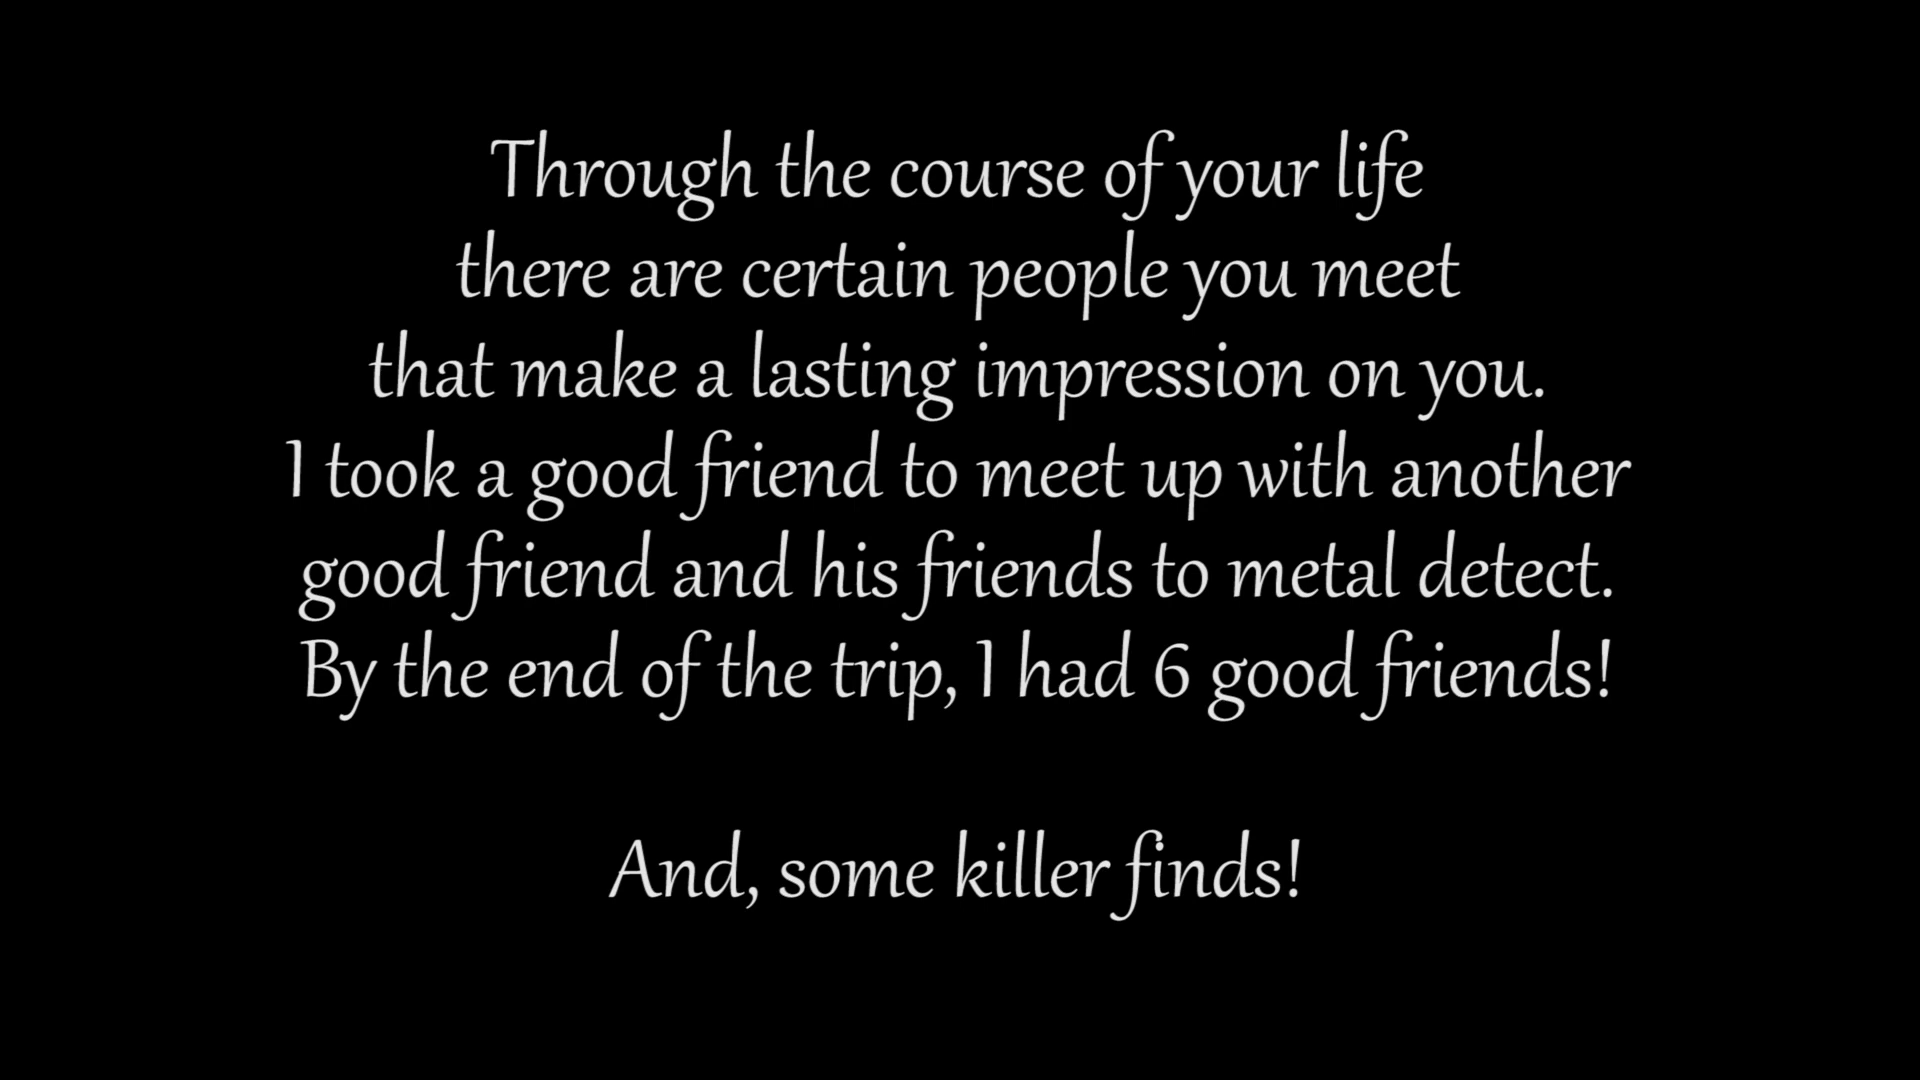 Through the course of your life
there are certain people you meet
that make a lasting impression on you.
I took a good friend to meet up with another
good friend and his friends to metal detect.
By the end of the trip, I had 6 good friends!
And, some killer finds!